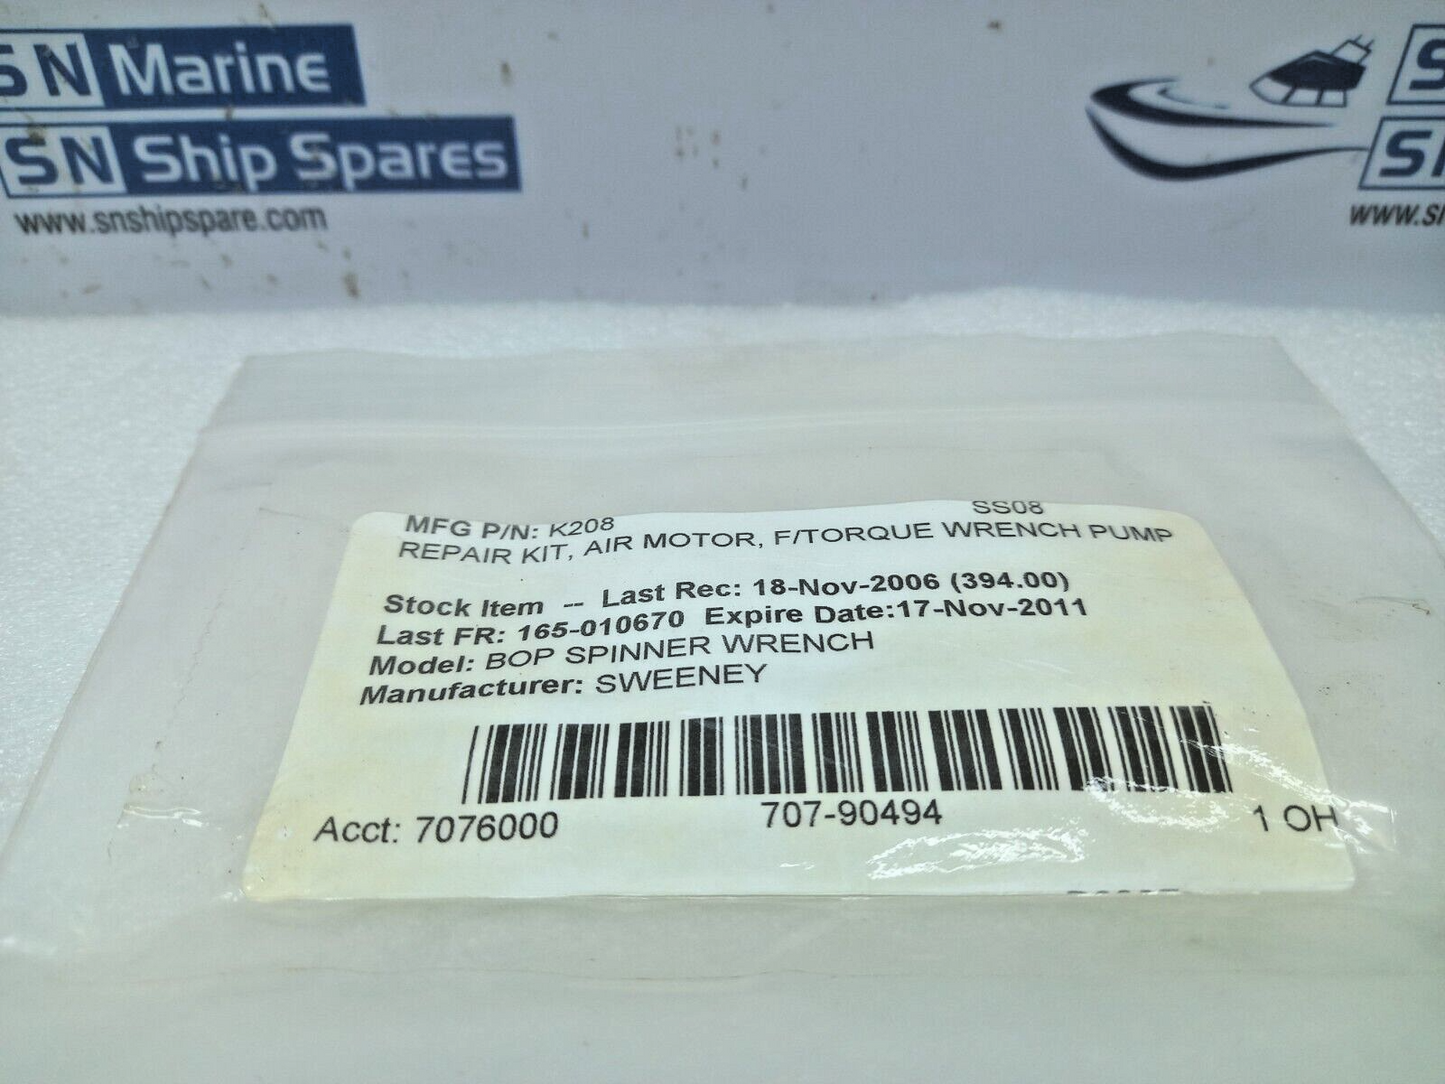 SN Marine
SN Ship Spares
www.snshipspare.com
S
S
www.s
MFG P/N: K208
SS08
REPAIR KIT, AIR MOTOR, F/TORQUE WRENCH PUMP
Stock Item -- Last Rec: 18-Nov-2006 (394.00)
Last FR: 165-010670 Expire Date:17-Nov-2011
Model: BOP SPINNER WRENCH
Manufacturer: SWEENEY
Acct: 7076000
707-90494
1 OH